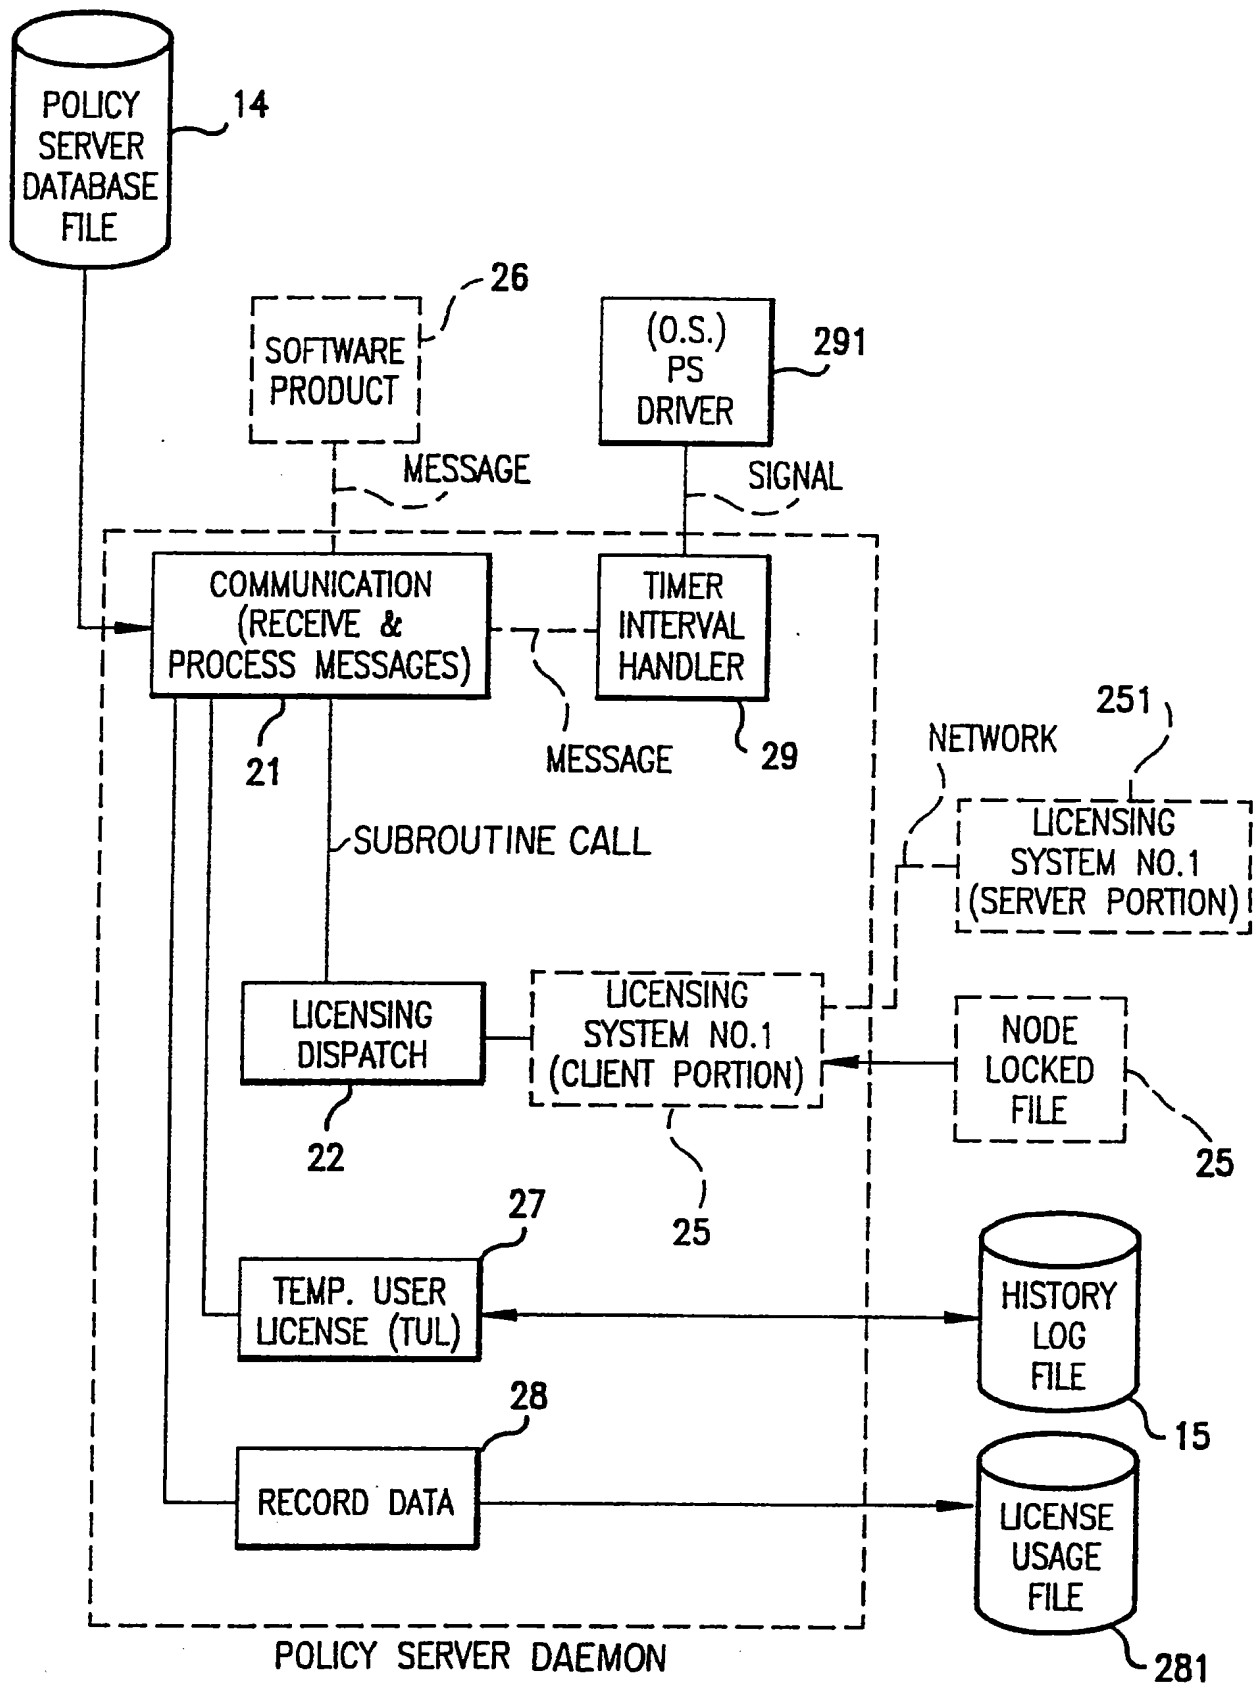 POLICY
SERVER
DATABASE
FILE
14
26
SOFTWARE
PRODUCT
(O.S.)
PS
DRIVER
291
MESSAGE
SIGNAL
COMMUNICATION
(RECEIVE &
PROCESS MESSAGES)
TIMER
INTERVAL
HANDLER
21
MESSAGE
29
251
NETWORK
SUBROUTINE CALL
LICENSING
SYSTEM NO.1
(SERVER PORTION)
LICENSING
DISPATCH
22
LICENSING
SYSTEM NO.1
(CLIENT PORTION)
25
NODE
LOCKED
FILE
25
27
TEMP. USER
LICENSE (TUL)
HISTORY
LOG
FILE
15
28
RECORD DATA
LICENSE
USAGE
FILE
281
POLICY SERVER DAEMON